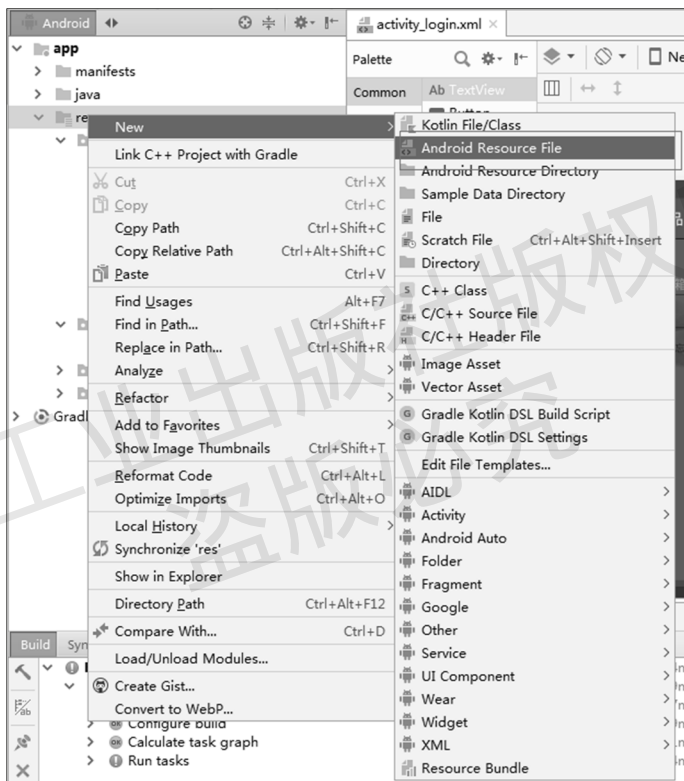 Android
activity_login.xml
app
manifests
java
re
Palette
Common
Ab TextView
Button
Ne
New
Link C++ Project with Gradle
Cut Ctrl+X
Copy Ctrl+C
Copy Path Ctrl+Shift+C
Copy Relative Path Ctrl+Alt+Shift+C
Paste Ctrl+V
Find Usages Alt+F7
Find in Path... Ctrl+Shift+F
Replace in Path... Ctrl+Shift+R
Analyze
Refactor
Add to Favorites
Show Image Thumbnails Ctrl+Shift+T
Reformat Code Ctrl+Alt+L
Optimize Imports Ctrl+Alt+O
Local History
Synchronize 'res'
Show in Explorer
Directory Path Ctrl+Alt+F12
Compare With... Ctrl+D
Load/Unload Modules...
Create Gist...
Convert to WebP...
Kotlin File/Class
Android Resource File
Android Resource Directory
Sample Data Directory
File
Scratch File Ctrl+Alt+Shift+Insert
Directory
C++ Class
C/C++ Source File
C/C++ Header File
Image Asset
Vector Asset
Gradle Kotlin DSL Build Script
Gradle Kotlin DSL Settings
Edit File Templates...
AIDL
Activity
Android Auto
Folder
Fragment
Google
Other
Service
UI Component
Wear
Widget
XML
Resource Bundle
Gradl
Build Syn
Configure build
Calculate task graph
Run tasks
工业出版社版权
盗版必究